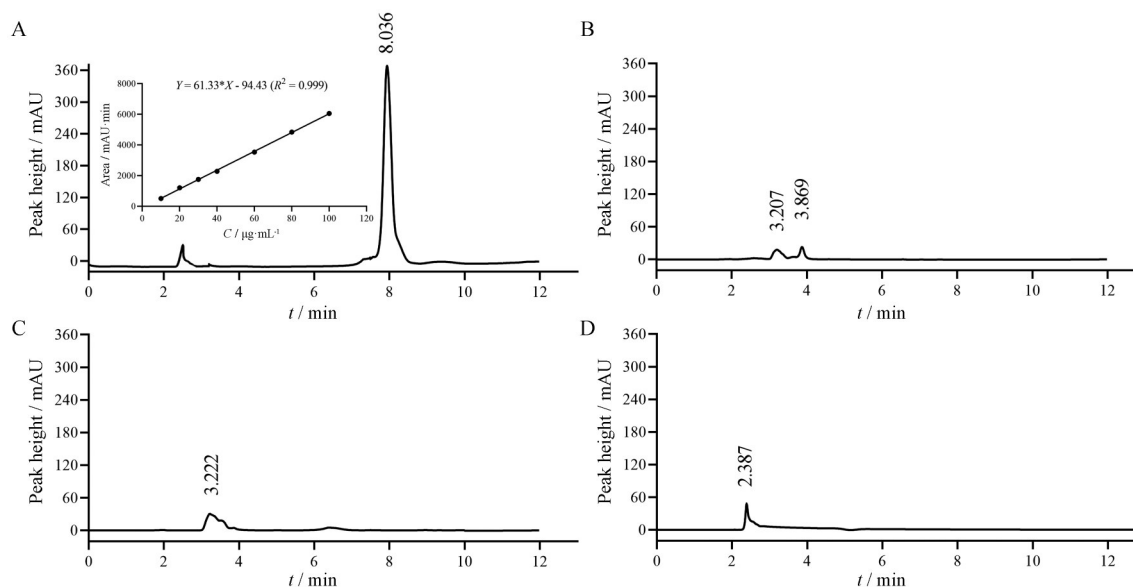 A
8.036
Peak height / mAU
360
300
240
180
120
60
0
0 2 4 6 8 10 12
t / min
Y = 61.33*X - 94.43 (R² = 0.999)
Area / mAU·min
8000
6000
4000
2000
0
0 20 40 60 80 100 120
C / μg·mL⁻¹
B
3.207
3.869
Peak height / mAU
360
300
240
180
120
60
0
0 2 4 6 8 10 12
t / min
C
3.222
Peak height / mAU
360
300
240
180
120
60
0
0 2 4 6 8 10 12
t / min
D
2.387
Peak height / mAU
360
300
240
180
120
60
0
0 2 4 6 8 10 12
t / min